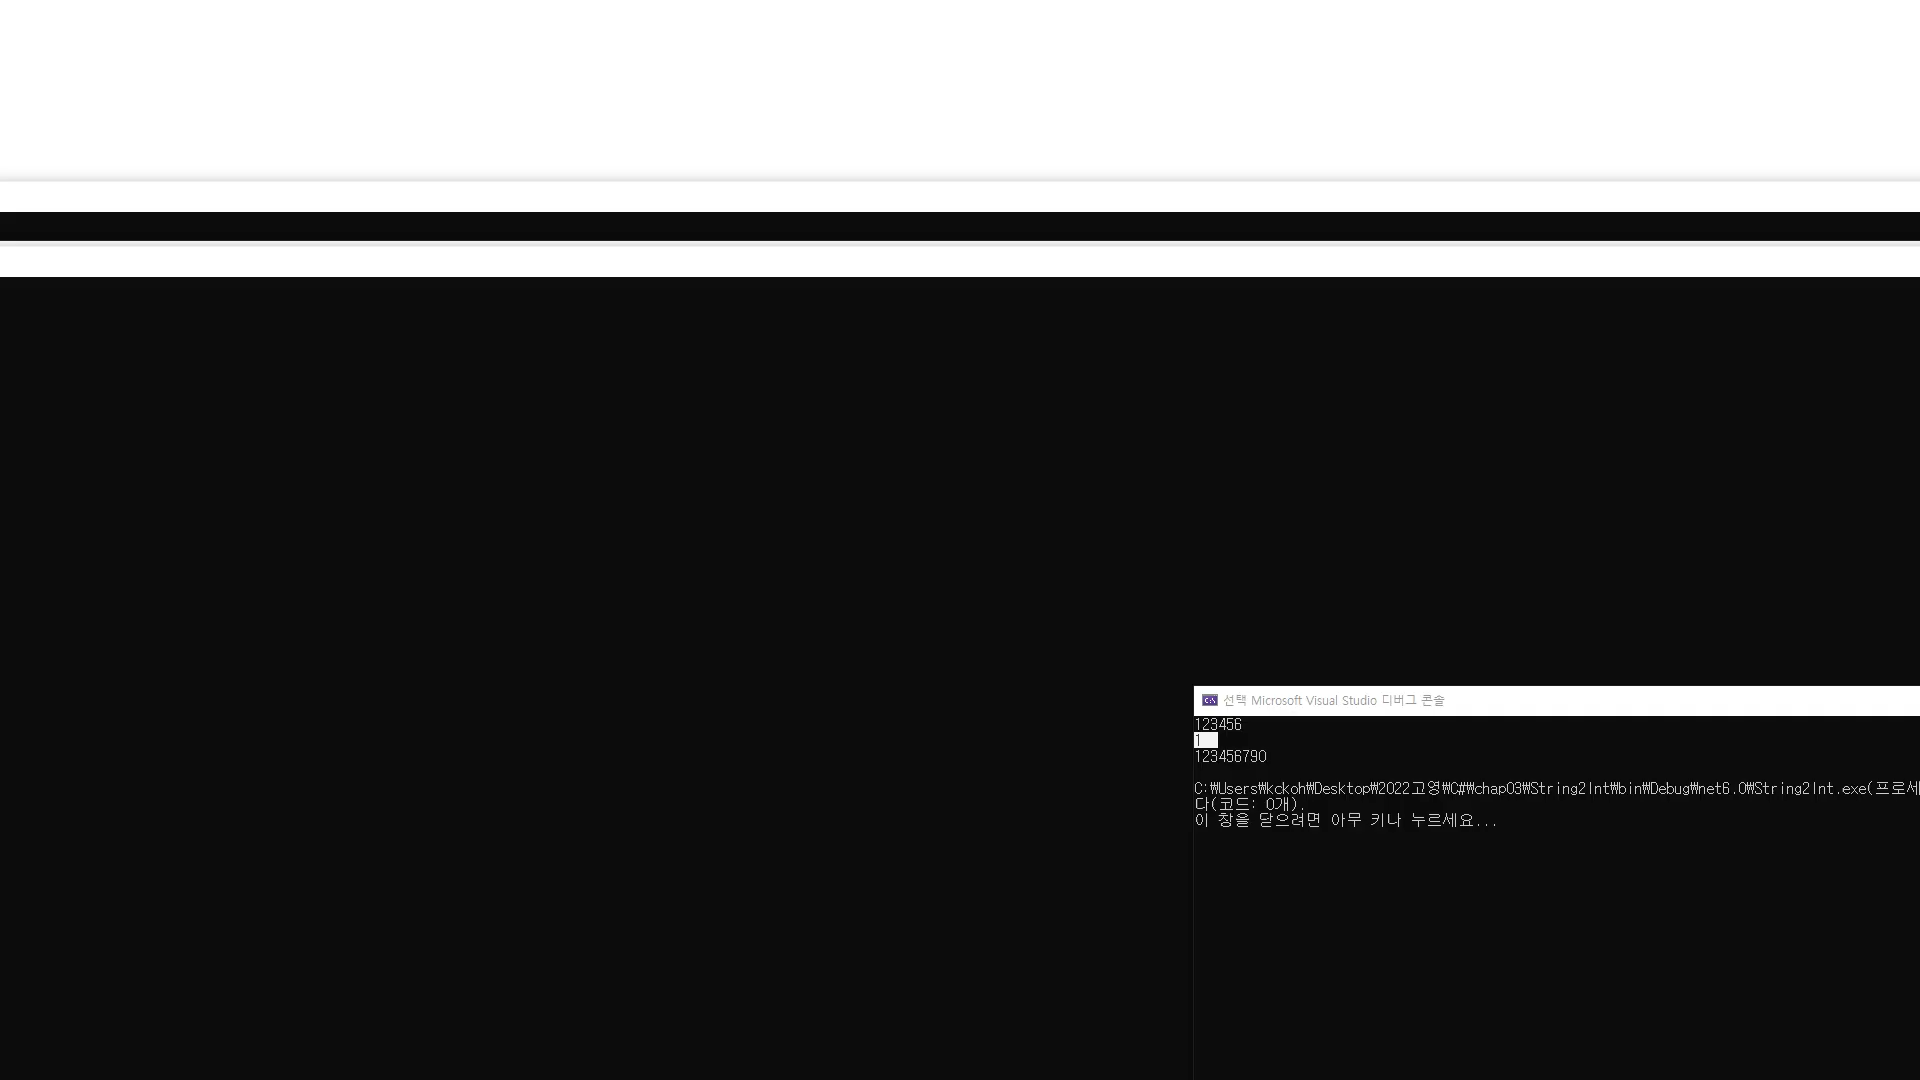 선택 Microsoft Visual Studio 디버그 콘솔
123456
1
123456790
C:₩Users₩kckoh₩Desktop₩2022고영₩C#₩chap03₩String2Int₩bin₩Debug₩net6.0₩String2Int.exe(프로세
다(코드: 0개).
이 창을 닫으려면 아무 키나 누르세요...